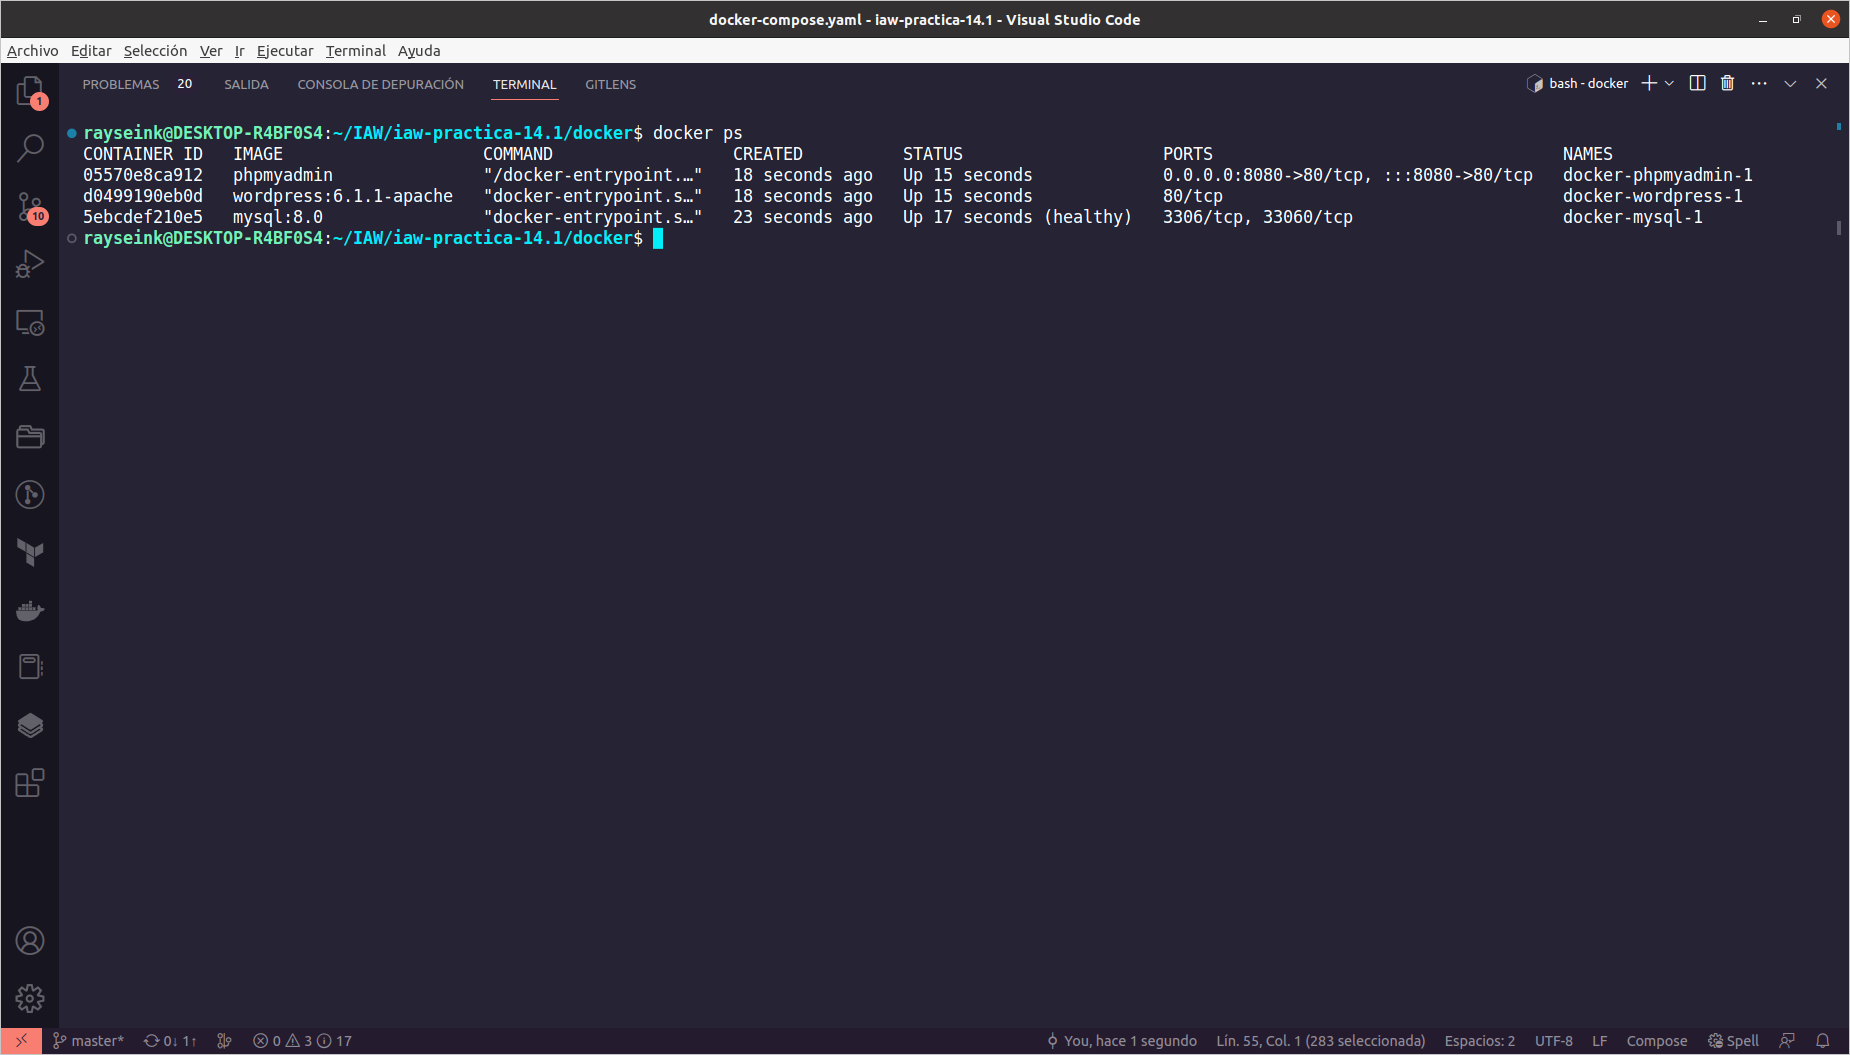 docker-compose.yaml - iaw-practica-14.1 - Visual Studio Code
Archivo Editar Selección Ver Ir Ejecutar Terminal Ayuda
PROBLEMAS 20 SALIDA CONSOLA DE DEPURACIÓN TERMINAL GITLENS bash - docker
1
10
rayseink@DESKTOP-R4BF0S4:~/IAW/iaw-practica-14.1/docker$ docker ps
CONTAINER ID IMAGE COMMAND CREATED STATUS PORTS NAMES
05570e8ca912 phpmyadmin "/docker-entrypoint.…" 18 seconds ago Up 15 seconds 0.0.0.0:8080->80/tcp, :::8080->80/tcp docker-phpmyadmin-1
d0499190eb0d wordpress:6.1.1-apache "docker-entrypoint.s…" 18 seconds ago Up 15 seconds 80/tcp docker-wordpress-1
5ebcdef210e5 mysql:8.0 "docker-entrypoint.s…" 23 seconds ago Up 17 seconds (healthy) 3306/tcp, 33060/tcp docker-mysql-1
rayseink@DESKTOP-R4BF0S4:~/IAW/iaw-practica-14.1/docker$
master* 0↓ 1↑ 0 3 17 You, hace 1 segundo Lín. 55, Col. 1 (283 seleccionada) Espacios: 2 UTF-8 LF Compose Spell